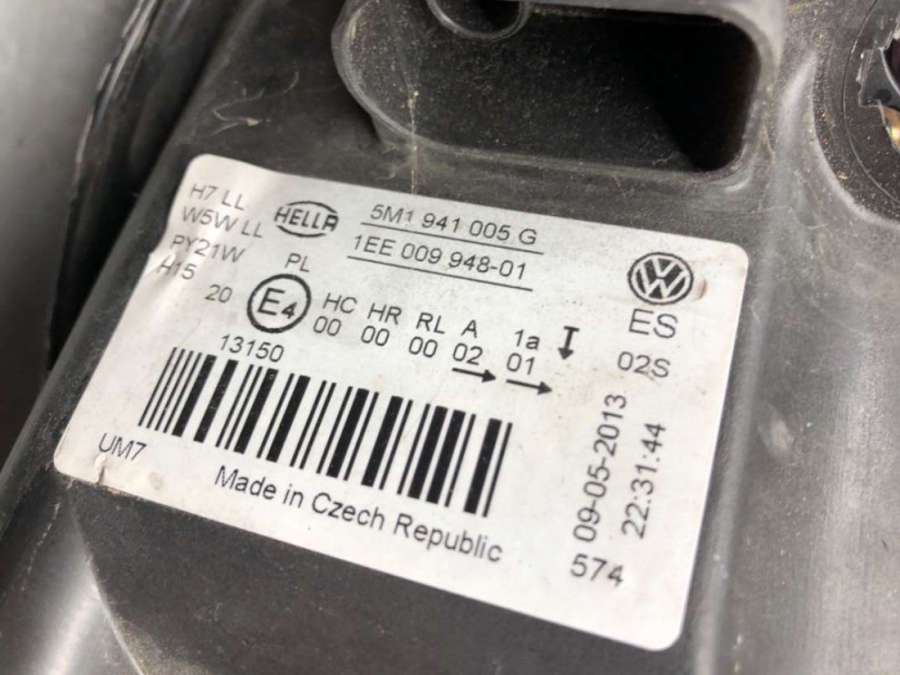 H7 LL
W5W LL
PY21W
H15
HELLA
5M1 941 005 G
1EE 009 948-01
PL
20 E4
HC HR RL A 1a
00 00 00 02 01
13150
UM7
Made in Czech Republic
VW
ES
02S
09-05-2013
22:31:44
574